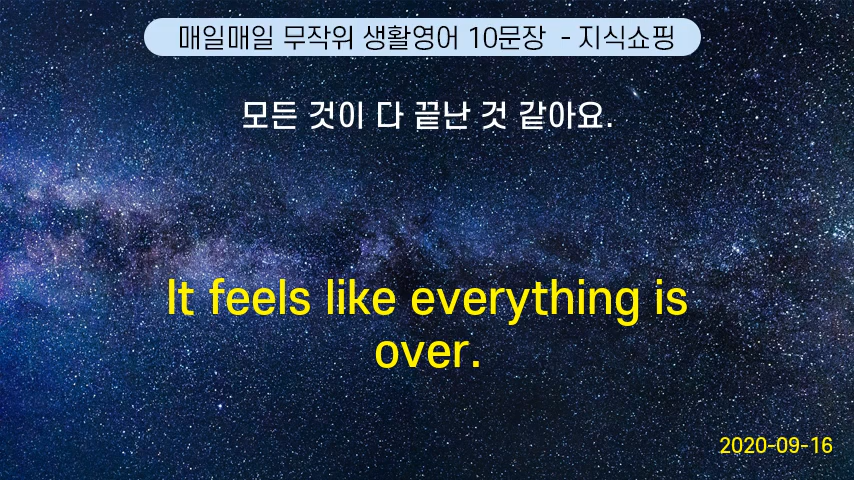 매일매일 무작위 생활영어 10문장 - 지식쇼핑
모든 것이 다 끝난 것 같아요.
It feels like everything is
over.
2020-09-16